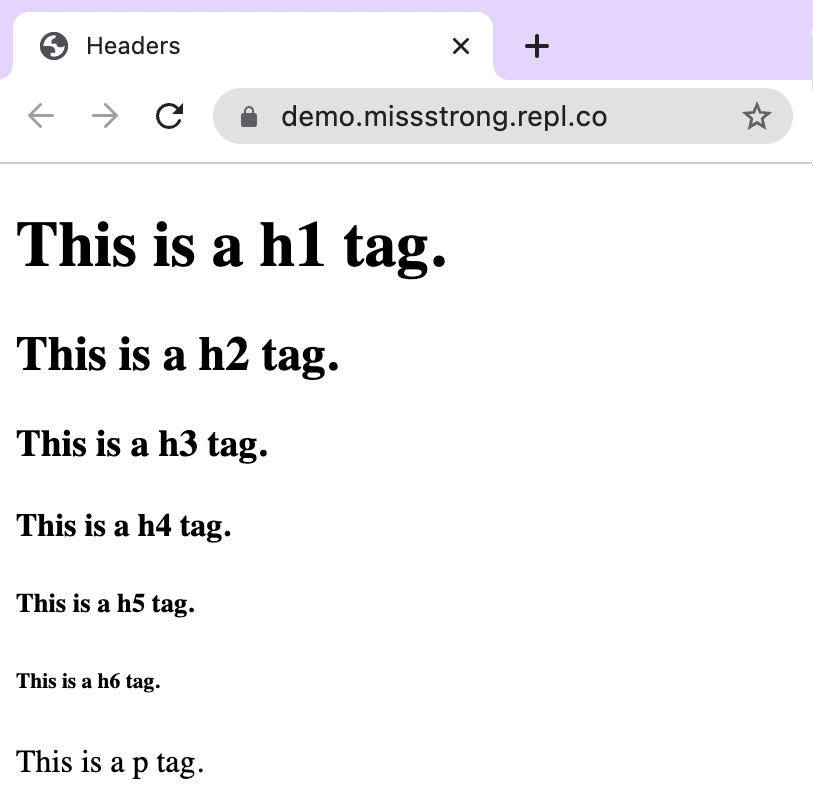 Headers
demo.missstrong.repl.co
This is a h1 tag.
This is a h2 tag.
This is a h3 tag.
This is a h4 tag.
This is a h5 tag.
This is a h6 tag.
This is a p tag.